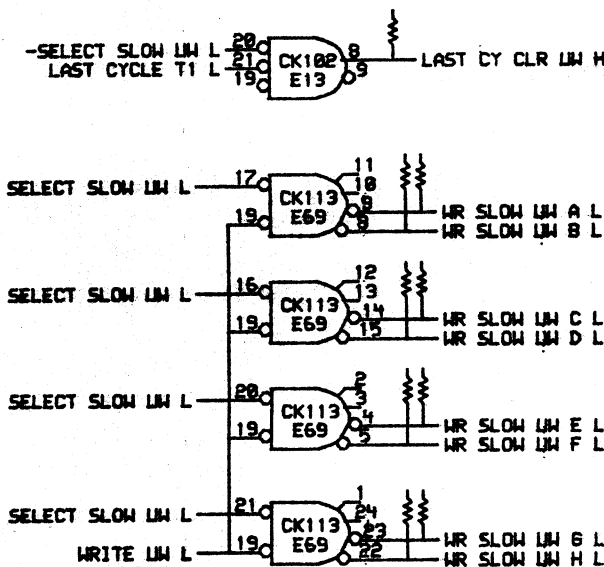 -SELECT SLOW UW L 20
LAST CYCLE T1 L 21
19
CK102
E13
8
9
LAST CY CLR UW H
SELECT SLOW UW L 17
19
CK113
E69
11
10
9
8
WR SLOW UW A L
WR SLOW UW B L
SELECT SLOW UW L 16
19
CK113
E69
12
13
14
15
WR SLOW UW C L
WR SLOW UW D L
SELECT SLOW UW L 20
19
CK113
E69
2
3
4
5
WR SLOW UW E L
WR SLOW UW F L
SELECT SLOW UW L 21
WRITE UW L 19
CK113
E69
1
24
23
22
WR SLOW UW G L
WR SLOW UW H L